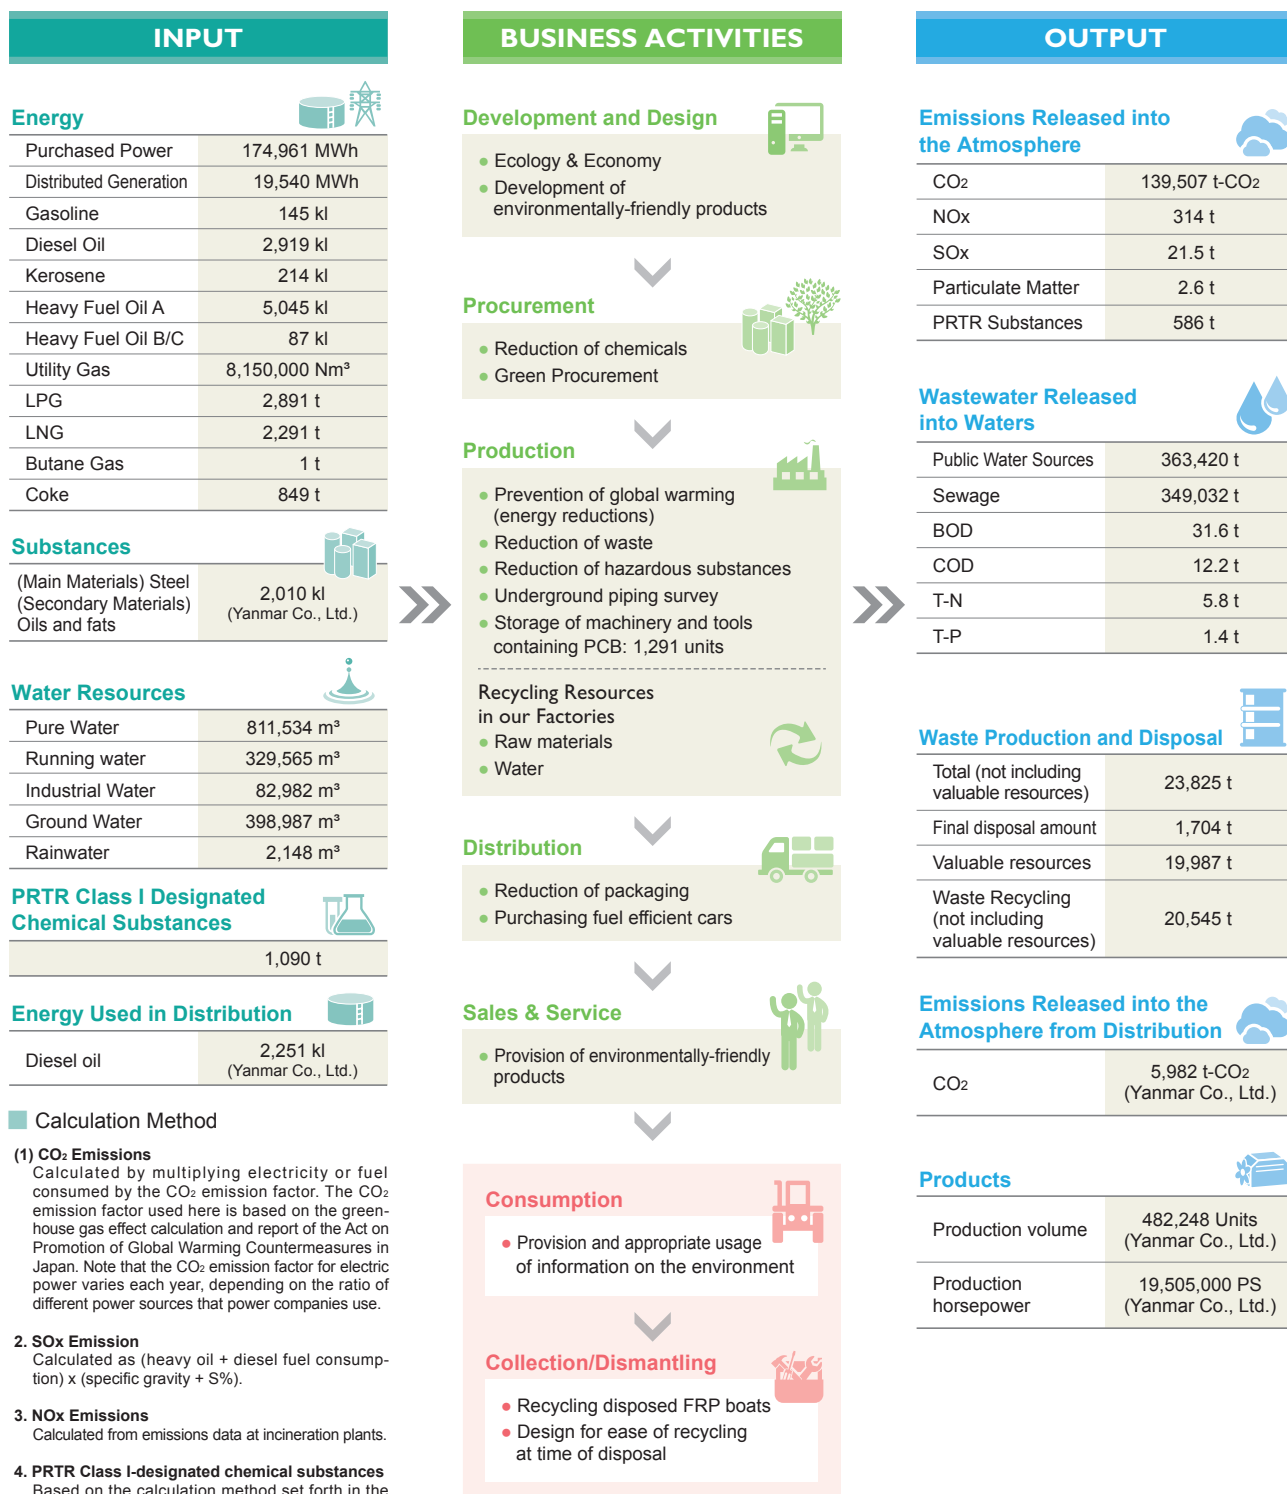 INPUT
Energy
Purchased Power 174,961 MWh
Distributed Generation 19,540 MWh
Gasoline 145 kl
Diesel Oil 2,919 kl
Kerosene 214 kl
Heavy Fuel Oil A 5,045 kl
Heavy Fuel Oil B/C 87 kl
Utility Gas 8,150,000 Nm³
LPG 2,891 t
LNG 2,291 t
Butane Gas 1 t
Coke 849 t
Substances
(Main Materials) Steel
(Secondary Materials)
Oils and fats
2,010 kl
(Yanmar Co., Ltd.)
Water Resources
Pure Water 811,534 m³
Running water 329,565 m³
Industrial Water 82,982 m³
Ground Water 398,987 m³
Rainwater 2,148 m³
PRTR Class I Designated
Chemical Substances
1,090 t
Energy Used in Distribution
Diesel oil
2,251 kl
(Yanmar Co., Ltd.)
Calculation Method
(1) CO₂ Emissions
Calculated by multiplying electricity or fuel
consumed by the CO₂ emission factor. The CO₂
emission factor used here is based on the green-
house gas effect calculation and report of the Act on
Promotion of Global Warming Countermeasures in
Japan. Note that the CO₂ emission factor for electric
power varies each year, depending on the ratio of
different power sources that power companies use.
2. SOx Emission
Calculated as (heavy oil + diesel fuel consump-
tion) x (specific gravity + S%).
3. NOx Emissions
Calculated from emissions data at incineration plants.
4. PRTR Class I-designated chemical substances
Based on the calculation method set forth in the
BUSINESS ACTIVITIES
Development and Design
● Ecology & Economy
● Development of
environmentally-friendly products
Procurement
● Reduction of chemicals
● Green Procurement
Production
● Prevention of global warming
(energy reductions)
● Reduction of waste
● Reduction of hazardous substances
● Underground piping survey
● Storage of machinery and tools
containing PCB: 1,291 units
Recycling Resources
in our Factories
● Raw materials
● Water
Distribution
● Reduction of packaging
● Purchasing fuel efficient cars
Sales & Service
● Provision of environmentally-friendly
products
Consumption
● Provision and appropriate usage
of information on the environment
Collection/Dismantling
● Recycling disposed FRP boats
● Design for ease of recycling
at time of disposal
OUTPUT
Emissions Released into
the Atmosphere
CO₂ 139,507 t-CO₂
NOx 314 t
SOx 21.5 t
Particulate Matter 2.6 t
PRTR Substances 586 t
Wastewater Released
into Waters
Public Water Sources 363,420 t
Sewage 349,032 t
BOD 31.6 t
COD 12.2 t
T-N 5.8 t
T-P 1.4 t
Waste Production and Disposal
Total (not including
valuable resources)
23,825 t
Final disposal amount 1,704 t
Valuable resources 19,987 t
Waste Recycling
(not including
valuable resources)
20,545 t
Emissions Released into the
Atmosphere from Distribution
CO₂
5,982 t-CO₂
(Yanmar Co., Ltd.)
Products
Production volume
482,248 Units
(Yanmar Co., Ltd.)
Production
horsepower
19,505,000 PS
(Yanmar Co., Ltd.)